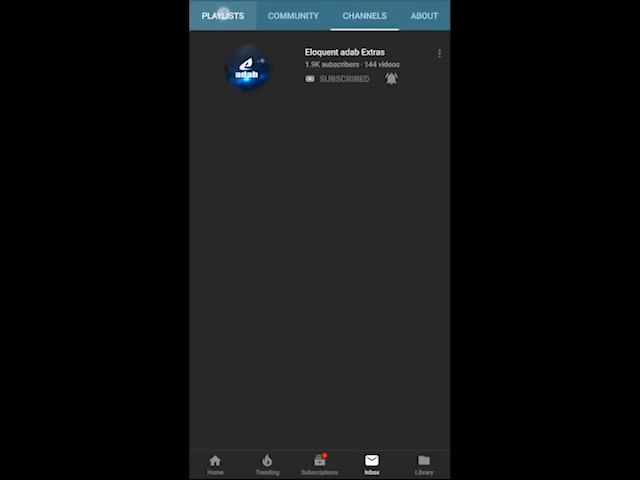 PLAYLISTS COMMUNITY CHANNELS ABOUT
adab
Eloquent adab Extras
1.9K subscribers · 144 videos
SUBSCRIBED
Home Trending Subscriptions Inbox Library